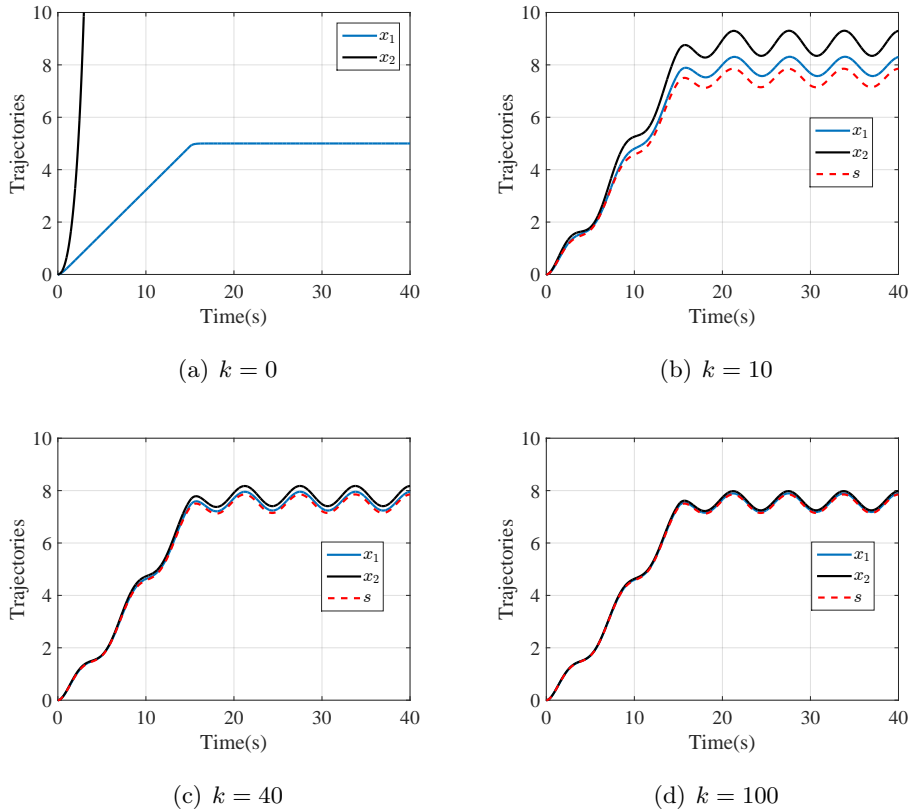 10
8
6
4
2
0
Trajectories
0 10 20 30 40
Time(s)
x₁
x₂
(a) k = 0
10
8
6
4
2
0
Trajectories
0 10 20 30 40
Time(s)
x₁
x₂
s
(b) k = 10
10
8
6
4
2
0
Trajectories
0 10 20 30 40
Time(s)
x₁
x₂
s
(c) k = 40
10
8
6
4
2
0
Trajectories
0 10 20 30 40
Time(s)
x₁
x₂
s
(d) k = 100